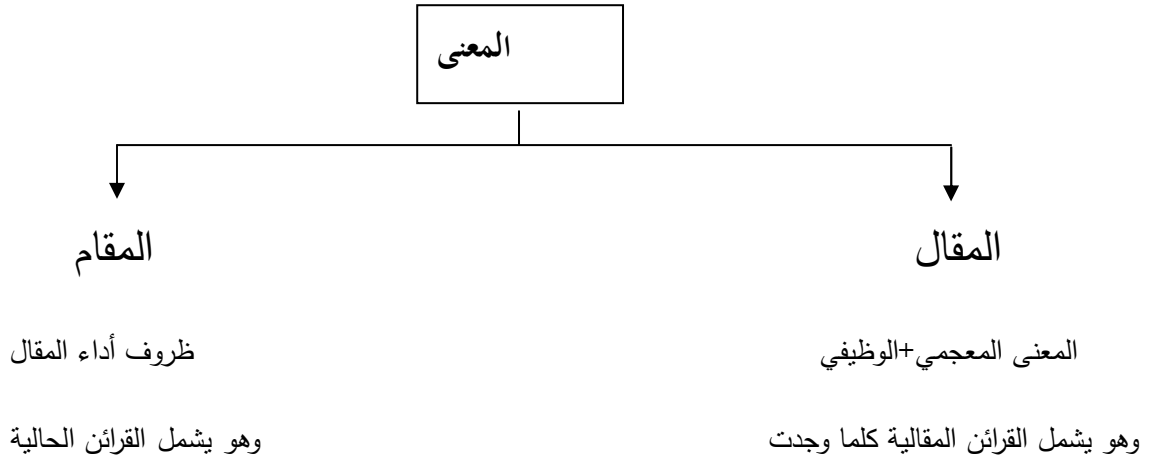 المعنى
المقال
المقام
المعنى المعجمي+الوظيفي
ظروف أداء المقال
وهو يشمل القرائن المقالية كلما وجدت
وهو يشمل القرائن الحالية